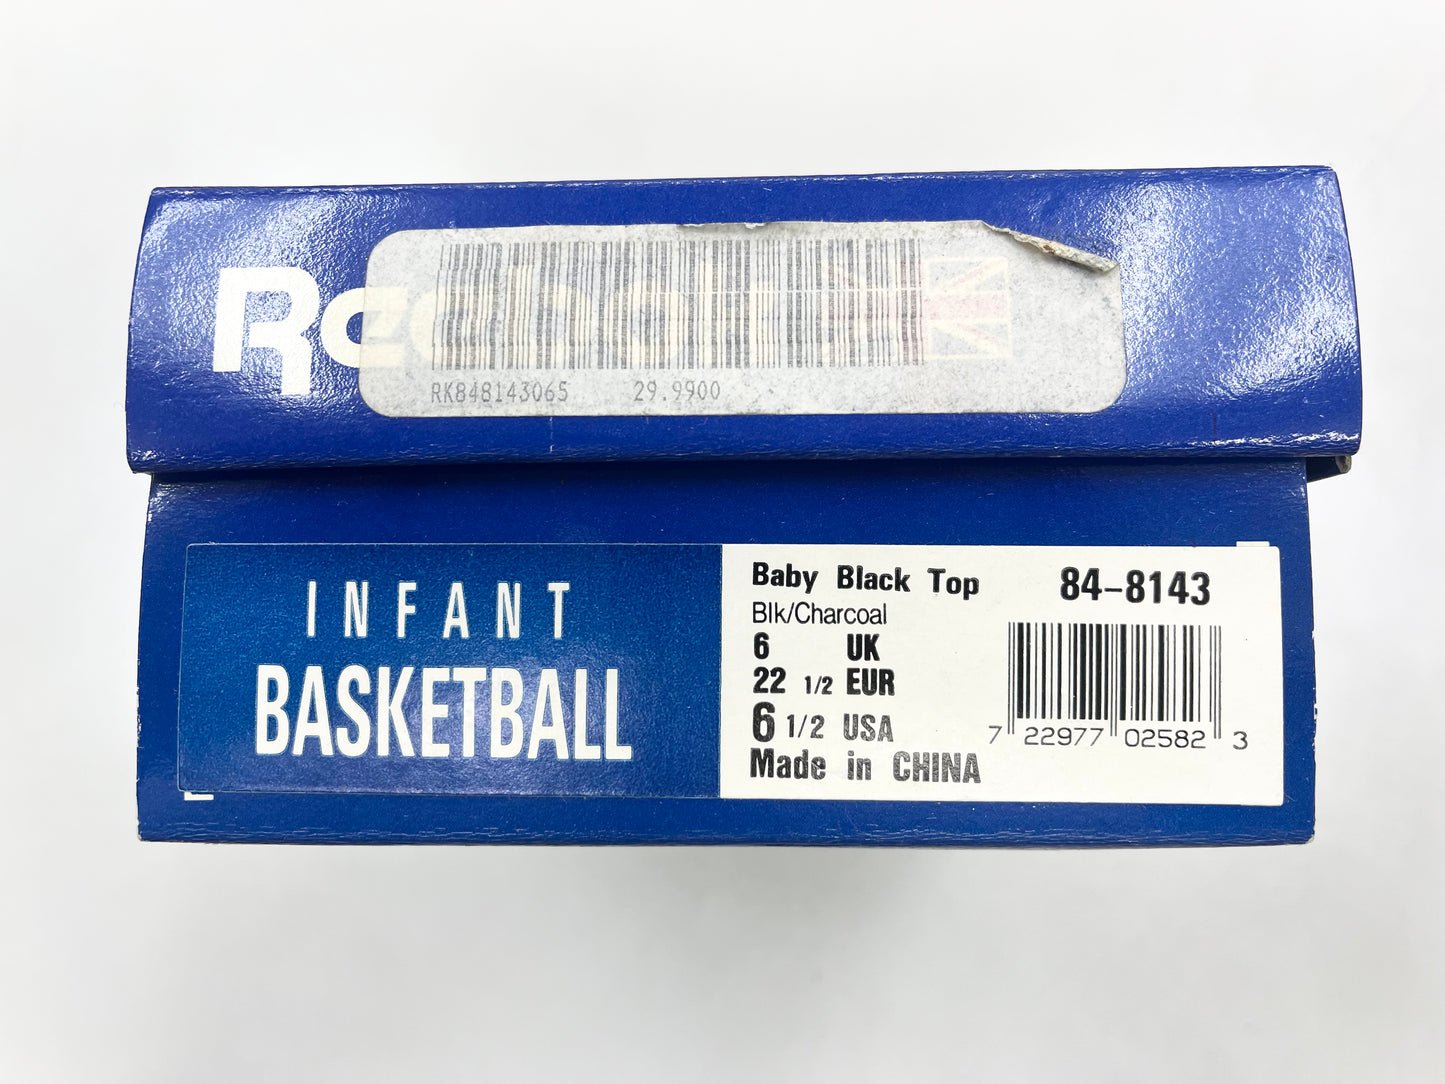 Reebok
RK848143065 29.9900
INFANT
BASKETBALL
Baby Black Top 84-8143
Blk/Charcoal
6 UK
22 1/2 EUR
6 1/2 USA
Made in CHINA
7 22977 02582 3